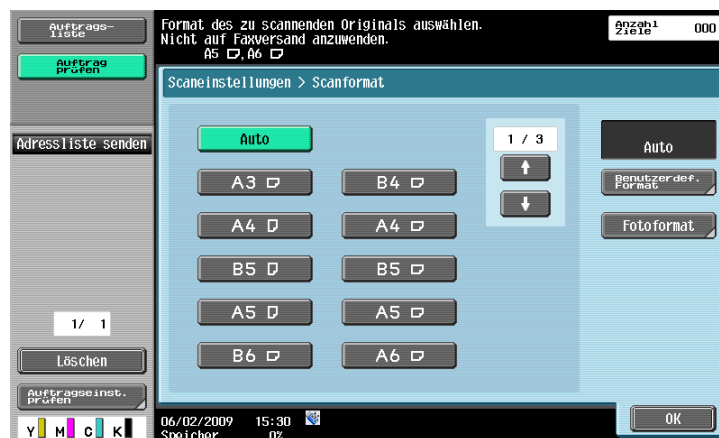 Auftrags-
liste
Auftrag
prüfen
Format des zu scannenden Originals auswählen.
Nicht auf Faxversand anzuwenden.
A5, A6
Anzahl
Ziele
000
Scaneinstellungen > Scanformat
Adressliste senden
Auto
1 / 3
Auto
A3
B4
Benutzerdef.
Format
A4
A4
Fotoformat
B5
B5
A5
A5
B6
A6
1/ 1
Löschen
Auftragseinst.
prüfen
Y M C K
06/02/2009 15:30
Speicher 0%
OK